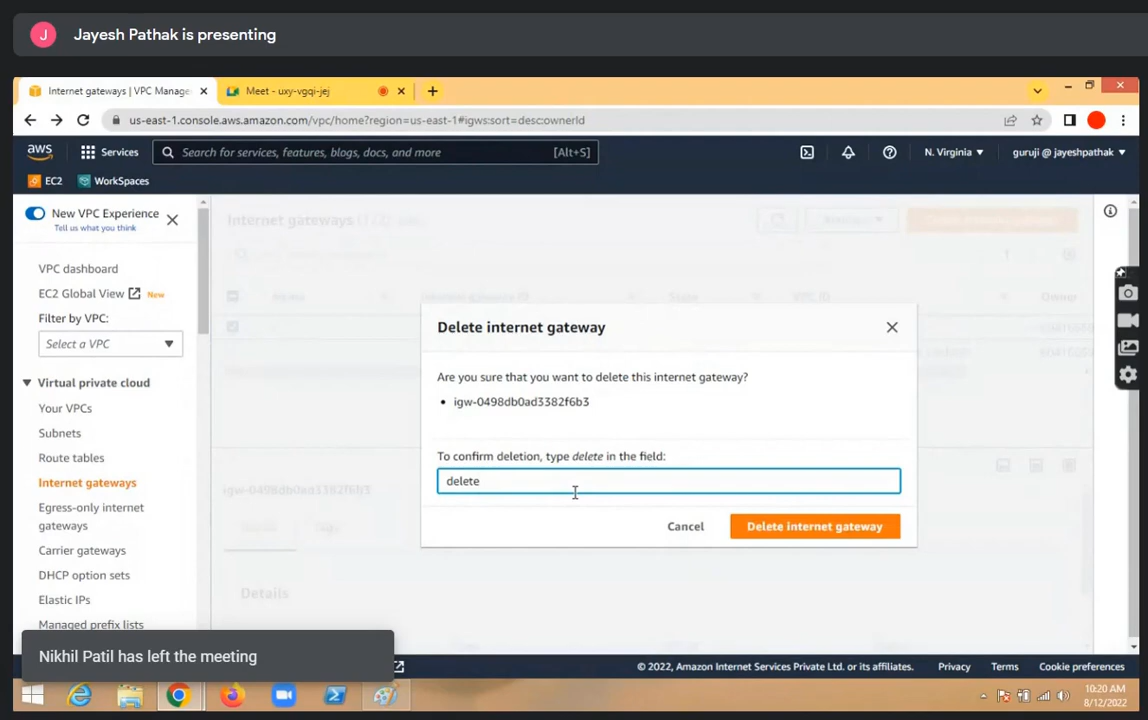 J Jayesh Pathak is presenting
Internet gateways | VPC Manage
Meet - uxy-vgqi-jej
us-east-1.console.aws.amazon.com/vpc/home?region=us-east-1#igws:sort=desc:ownerId
aws Services Search for services, features, blogs, docs, and more [Alt+S] N. Virginia guruji @ jayeshpathak
EC2 WorkSpaces
New VPC Experience
Tell us what you think
Internet gateways
VPC dashboard
EC2 Global View New
Filter by VPC:
Select a VPC
Virtual private cloud
Your VPCs
Subnets
Route tables
Internet gateways
Egress-only internet
gateways
Carrier gateways
DHCP option sets
Elastic IPs
Managed prefix lists
State VPC ID Owner
Delete internet gateway
Are you sure that you want to delete this internet gateway?
igw-0498db0ad3382f6b3
To confirm deletion, type delete in the field:
delete
Cancel Delete internet gateway
igw-0498db0ad3382f6b3
Details
Nikhil Patil has left the meeting
© 2022, Amazon Internet Services Private Ltd. or its affiliates. Privacy Terms Cookie preferences
10:20 AM
8/12/2022